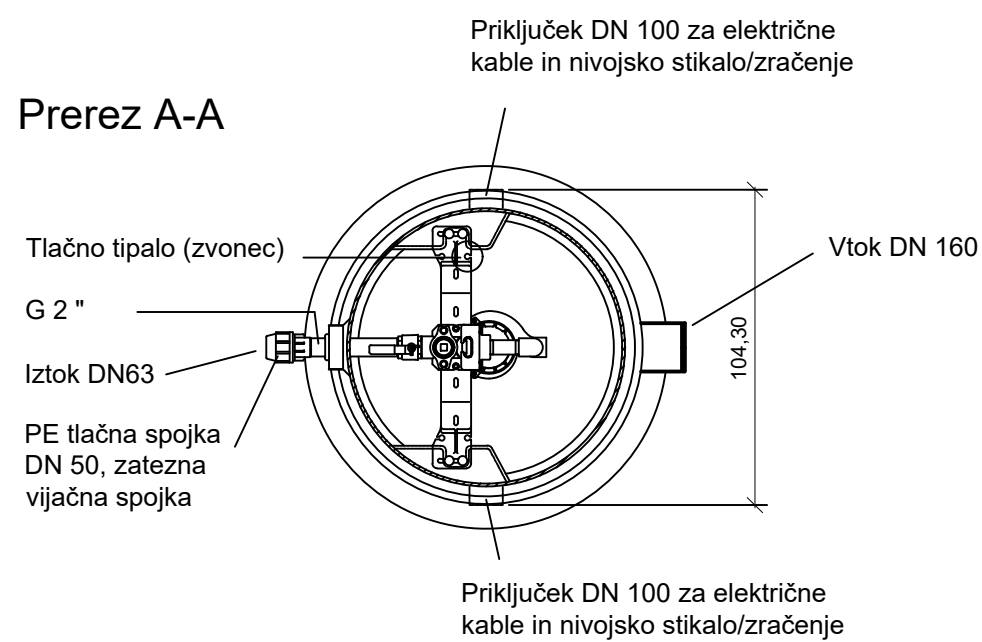 Priključek DN 100 za električne
kable in nivojsko stikalo/zračenje
Prerez A-A
Tlačno tipalo (zvonec)
Vtok DN 160
G 2 "
104,30
Iztok DN63
PE tlačna spojka
DN 50, zatezna
vijačna spojka
Priključek DN 100 za električne
kable in nivojsko stikalo/zračenje